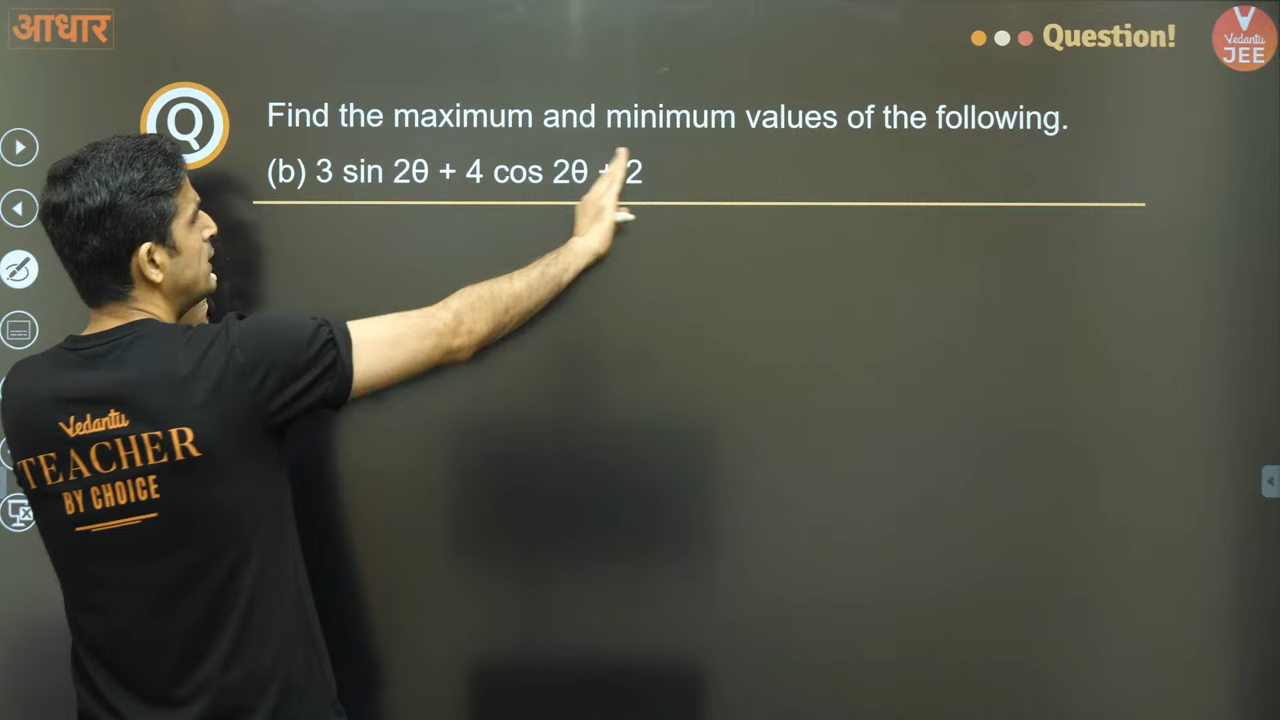 आधार
Question!
Vedantu
JEE
Q
Find the maximum and minimum values of the following.
(b) 3 sin 2θ + 4 cos 2θ + 2
Vedantu
TEACHER
BY CHOICE